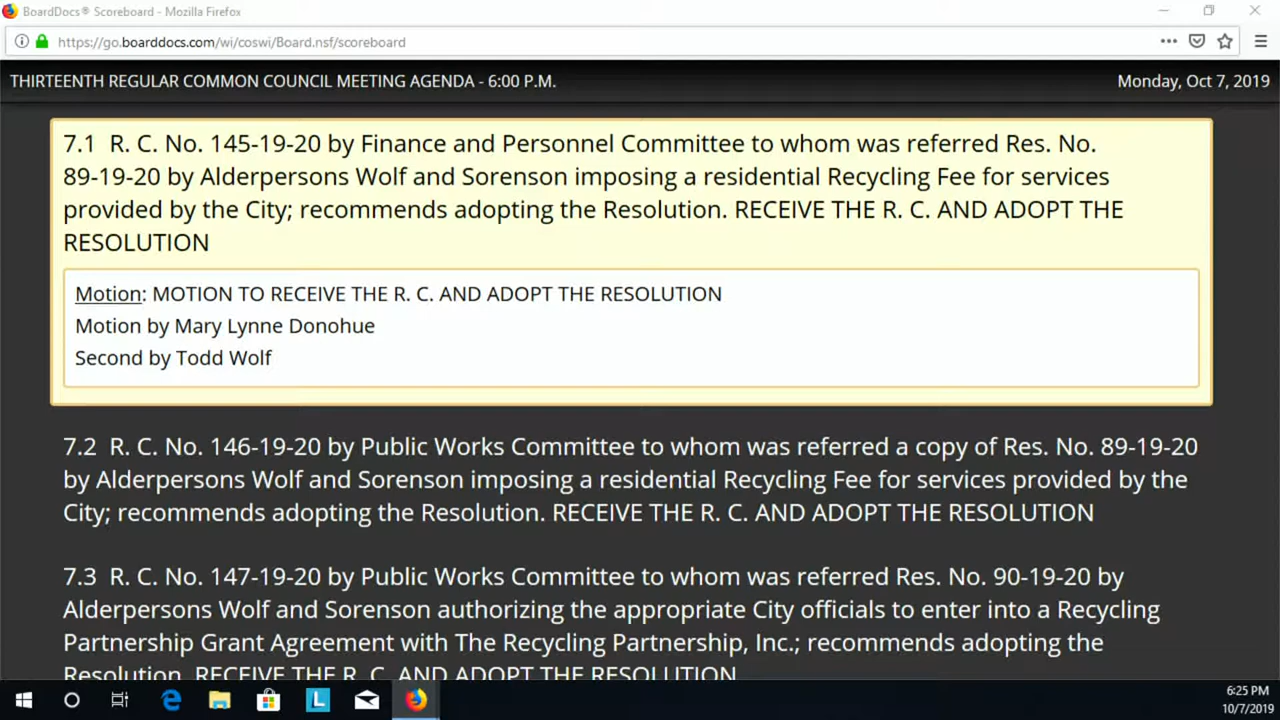 BoardDocs® Scoreboard - Mozilla Firefox
https://go.boarddocs.com/wi/coswi/Board.nsf/scoreboard
THIRTEENTH REGULAR COMMON COUNCIL MEETING AGENDA - 6:00 P.M.
Monday, Oct 7, 2019
7.1 R. C. No. 145-19-20 by Finance and Personnel Committee to whom was referred Res. No.
89-19-20 by Alderpersons Wolf and Sorenson imposing a residential Recycling Fee for services
provided by the City; recommends adopting the Resolution. RECEIVE THE R. C. AND ADOPT THE
RESOLUTION
Motion: MOTION TO RECEIVE THE R. C. AND ADOPT THE RESOLUTION
Motion by Mary Lynne Donohue
Second by Todd Wolf
7.2 R. C. No. 146-19-20 by Public Works Committee to whom was referred a copy of Res. No. 89-19-20
by Alderpersons Wolf and Sorenson imposing a residential Recycling Fee for services provided by the
City; recommends adopting the Resolution. RECEIVE THE R. C. AND ADOPT THE RESOLUTION
7.3 R. C. No. 147-19-20 by Public Works Committee to whom was referred Res. No. 90-19-20 by
Alderpersons Wolf and Sorenson authorizing the appropriate City officials to enter into a Recycling
Partnership Grant Agreement with The Recycling Partnership, Inc.; recommends adopting the
Resolution. RECEIVE THE R. C. AND ADOPT THE RESOLUTION
L
6:25 PM
10/7/2019